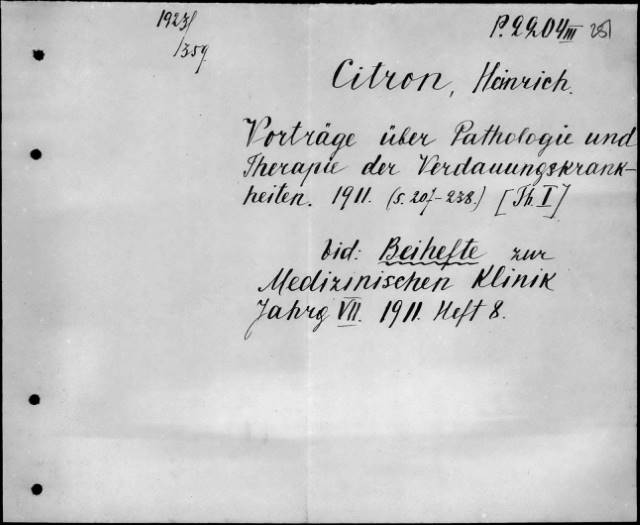 1923/
/359.
P.2204III 251
Citron, Heinrich.
Vorträge über Pathologie und
Therapie der Verdauungskrank-
heiten. 1911. (S. 207-238.) [Th. I]
bid: Beihefte zur
Medizinischen Klinik
Jahrg VII. 1911. Heft 8.